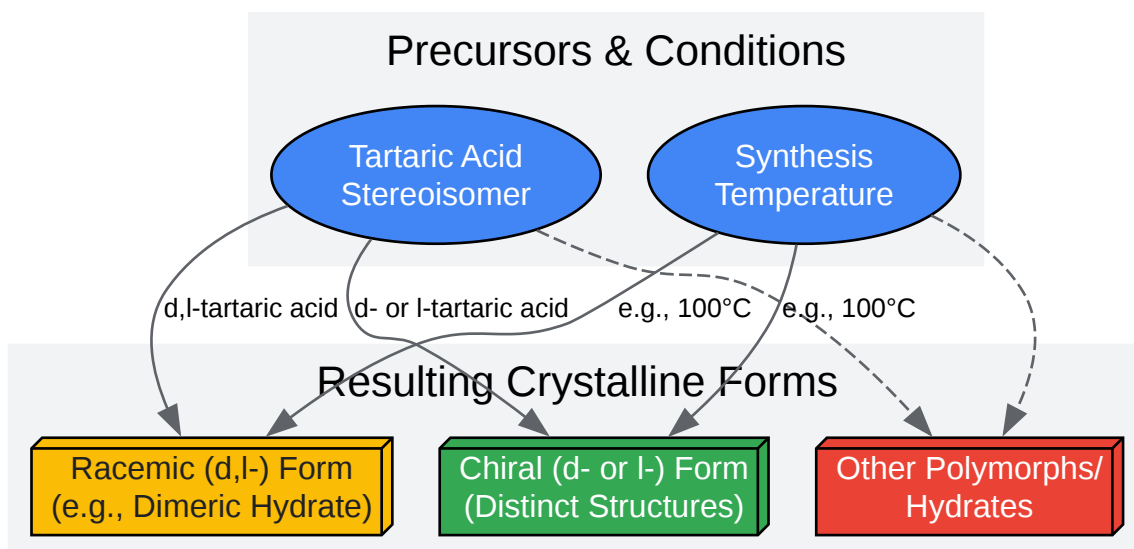 Precursors & Conditions
Tartaric Acid
Stereoisomer
Synthesis
Temperature
d,l-tartaric acid
d- or l-tartaric acid
e.g., 100°C
e.g., 100°C
Resulting Crystalline Forms
Racemic (d,l-) Form
(e.g., Dimeric Hydrate)
Chiral (d- or l-) Form
(Distinct Structures)
Other Polymorphs/
Hydrates